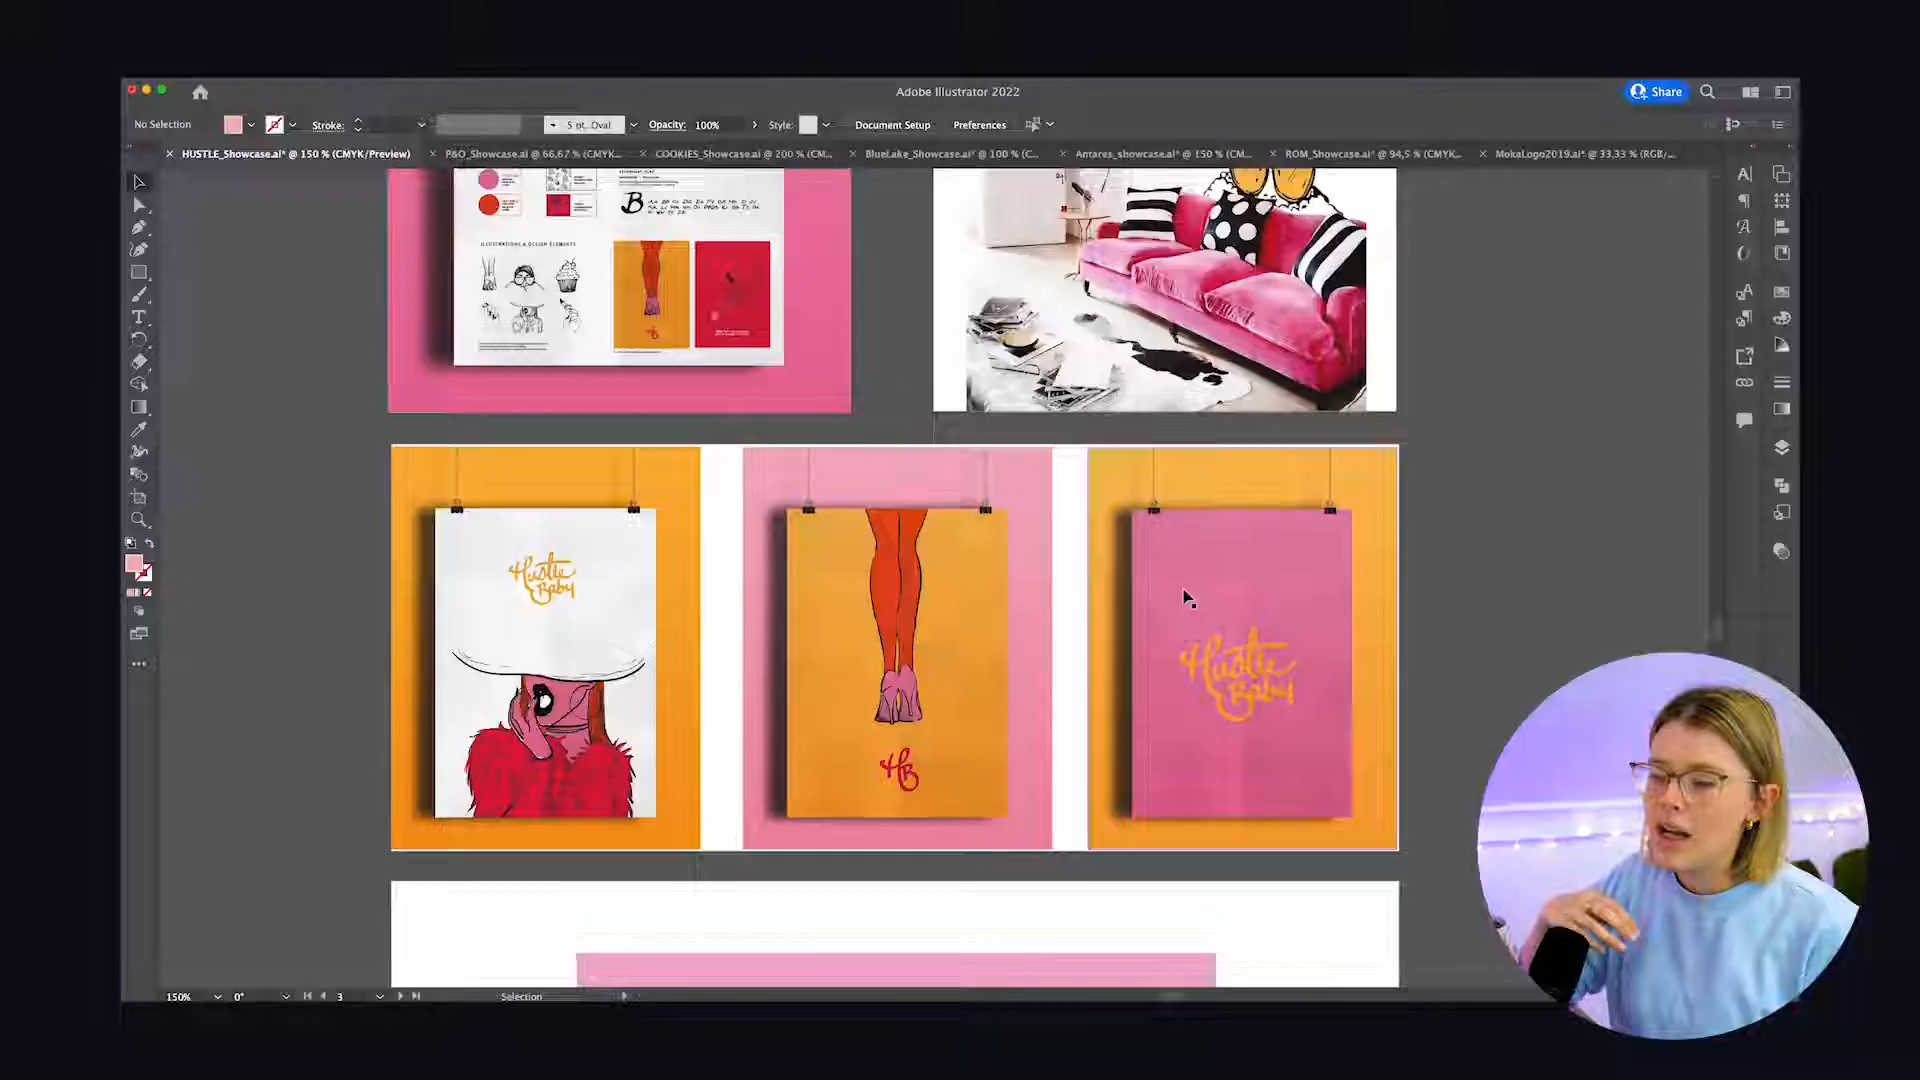 Adobe Illustrator 2022
Share
No Selection
Stroke:
5 pt. Oval
Opacity: 100%
Style:
Document Setup
Preferences
HUSTLE_Showcase.ai* @ 150 % (CMYK/Preview)
P&O_Showcase.ai @ 66,67 % (CMYK...
COOKIES_Showcase.ai @ 200 % (CM...
BlueLake_Showcase.ai* @ 100 % (C...
Antares_showcase.ai* @ 150 % (CM...
ROM_Showcase.ai* @ 94,5 % (CMYK...
MokaLogo2019.ai* @ 33,33 % (RGB/...
B
ILLUSTRATIONS & DESIGN ELEMENTS
Hustle
Baby
HB
Hustle
Baby
150%
0°
3
Selection